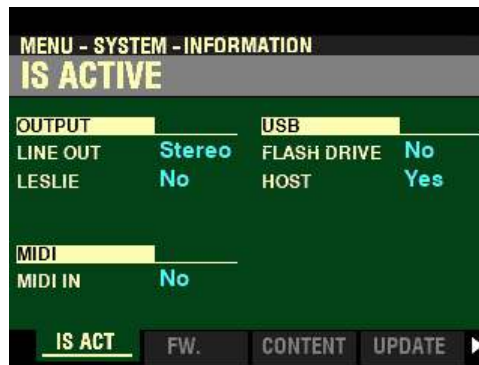 MENU - SYSTEM - INFORMATION
IS ACTIVE
OUTPUT
LINE OUT Stereo
LESLIE No
USB
FLASH DRIVE No
HOST Yes
MIDI
MIDI IN No
IS ACT FW. CONTENT UPDATE